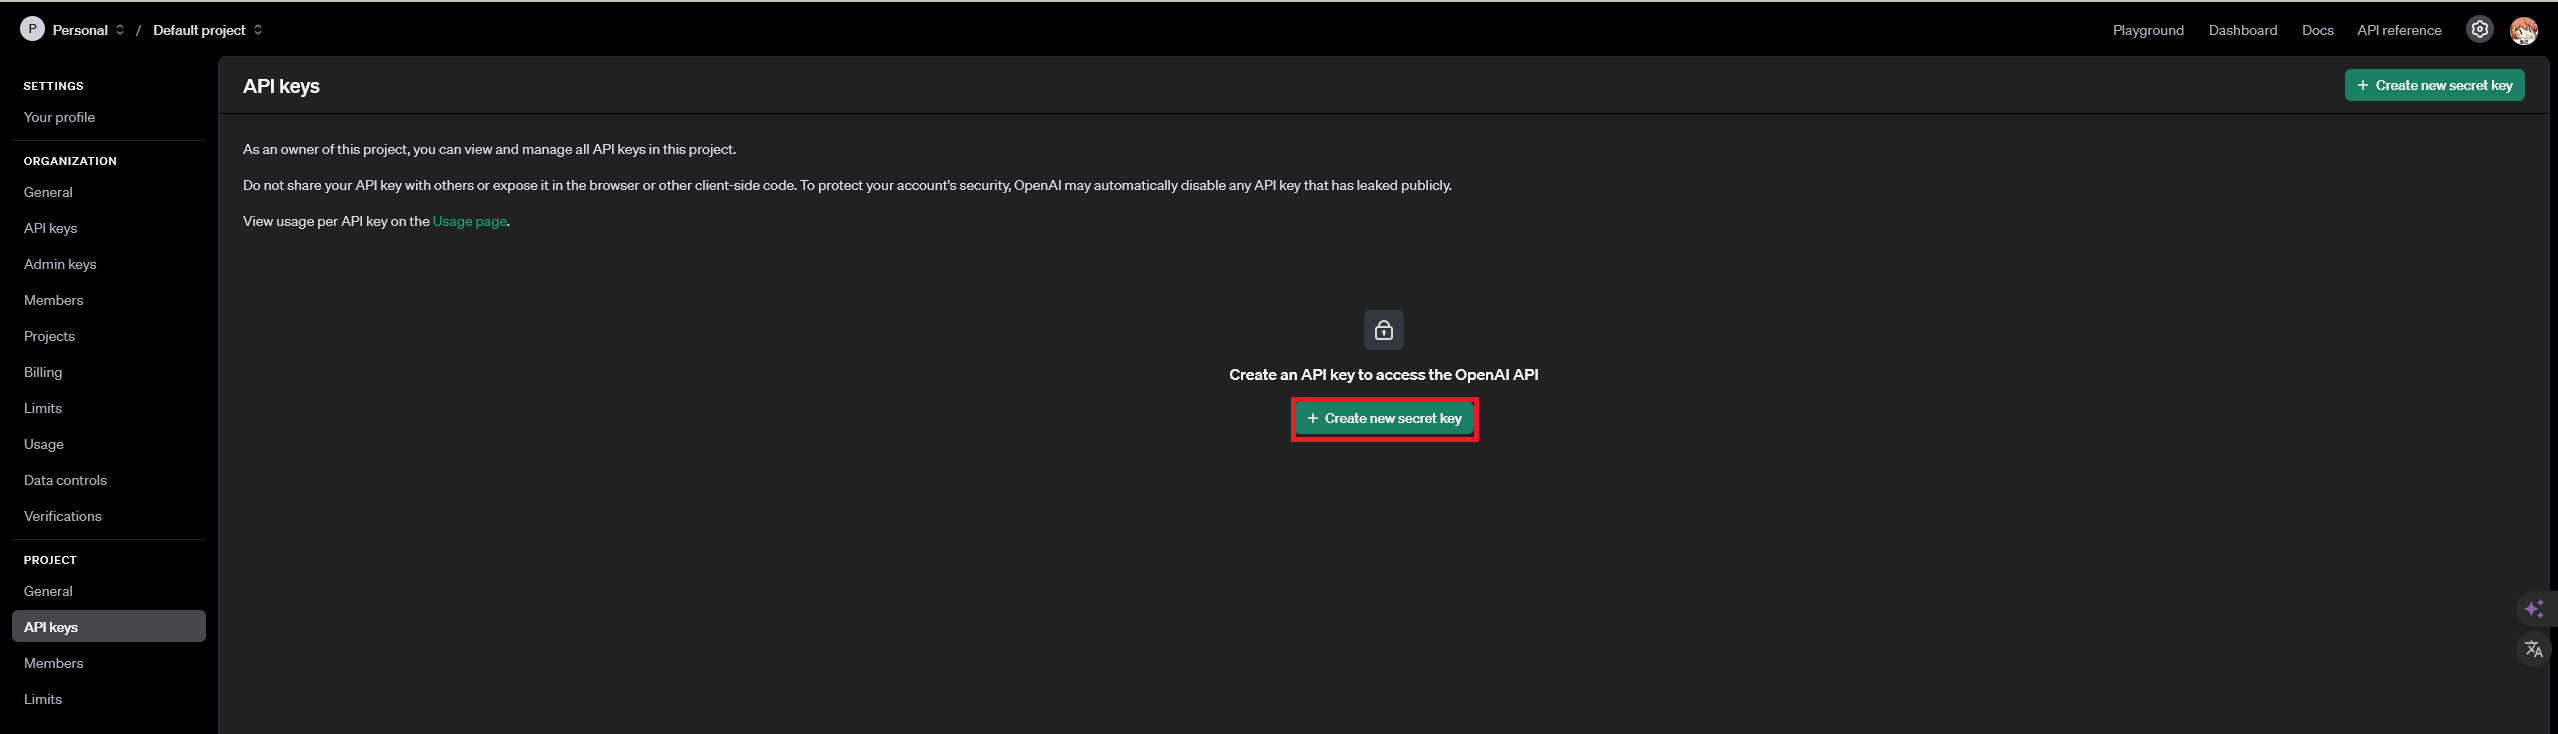 P Personal / Default project
Playground Dashboard Docs API reference
SETTINGS
Your profile
ORGANIZATION
General
API keys
Admin keys
Members
Projects
Billing
Limits
Usage
Data controls
Verifications
PROJECT
General
API keys
Members
Limits
API keys
+ Create new secret key
As an owner of this project, you can view and manage all API keys in this project.
Do not share your API key with others or expose it in the browser or other client-side code. To protect your account's security, OpenAI may automatically disable any API key that has leaked publicly.
View usage per API key on the Usage page.
Create an API key to access the OpenAI API
+ Create new secret key